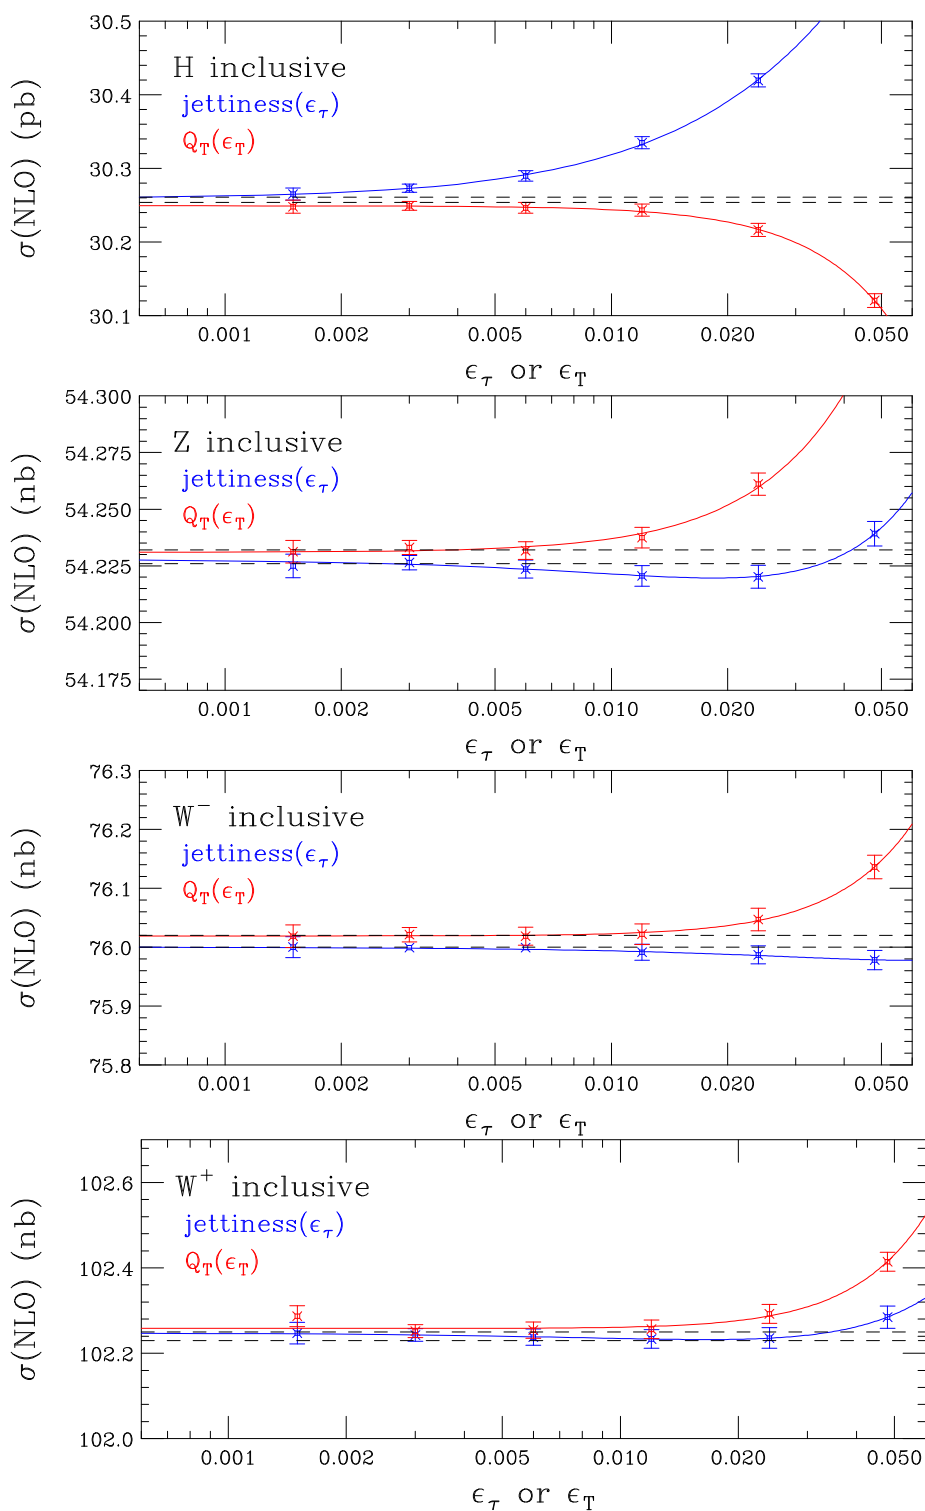 30.5
H inclusive
jettiness(ϵ_τ)
Q_T(ϵ_T)
30.4
30.3
30.2
30.1
σ(NLO) (pb)
0.001 0.002 0.005 0.010 0.020 0.050
ϵ_τ or ϵ_T
54.300
Z inclusive
jettiness(ϵ_τ)
Q_T(ϵ_T)
54.275
54.250
54.225
54.200
54.175
σ(NLO) (nb)
0.001 0.002 0.005 0.010 0.020 0.050
ϵ_τ or ϵ_T
76.3
W⁻ inclusive
jettiness(ϵ_τ)
Q_T(ϵ_T)
76.2
76.1
76.0
75.9
75.8
σ(NLO) (nb)
0.001 0.002 0.005 0.010 0.020 0.050
ϵ_τ or ϵ_T
W⁺ inclusive
jettiness(ϵ_τ)
Q_T(ϵ_T)
102.6
102.4
102.2
102.0
σ(NLO) (nb)
0.001 0.002 0.005 0.010 0.020 0.050
ϵ_τ or ϵ_T